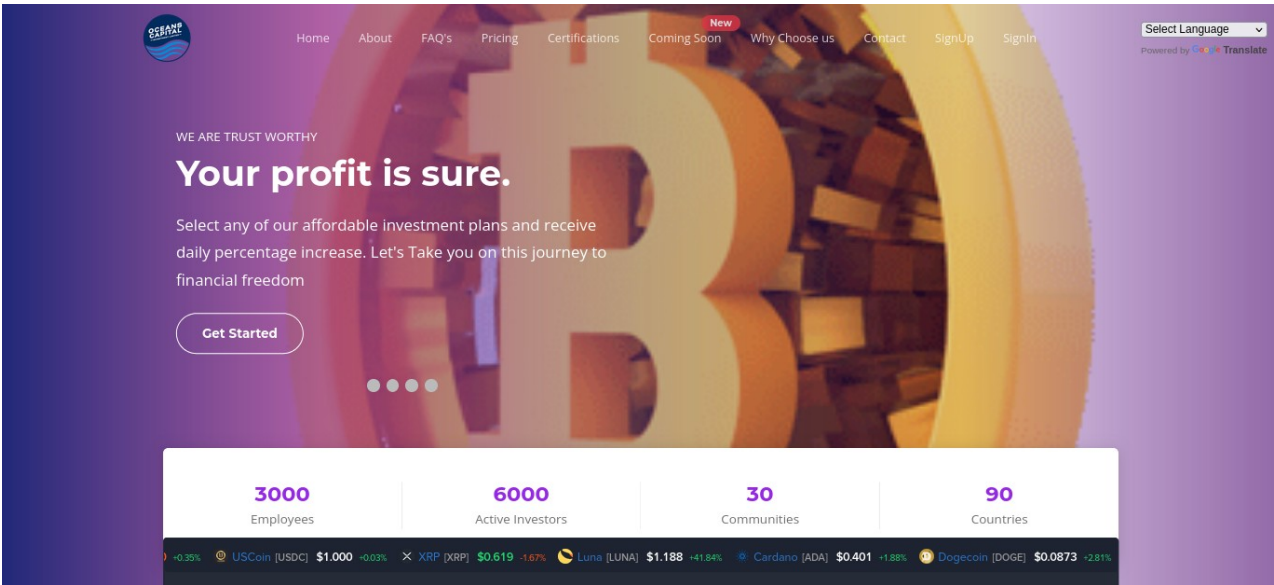 OCEANS
CAPITAL
Home About FAQ's Pricing Certifications Coming Soon New Why Choose us Contact SignUp SignIn
Select Language
Powered by Google Translate
WE ARE TRUST WORTHY
Your profit is sure.
Select any of our affordable investment plans and receive
daily percentage increase. Let's Take you on this journey to
financial freedom
Get Started
3000 6000 30 90
Employees Active Investors Communities Countries
) +0.35% USCoin [USDC] $1.000 +0.03% XRP [XRP] $0.619 -1.67% Luna [LUNA] $1.188 +41.84% Cardano [ADA] $0.401 +1.88% Dogecoin [DOGE] $0.0873 +2.81%